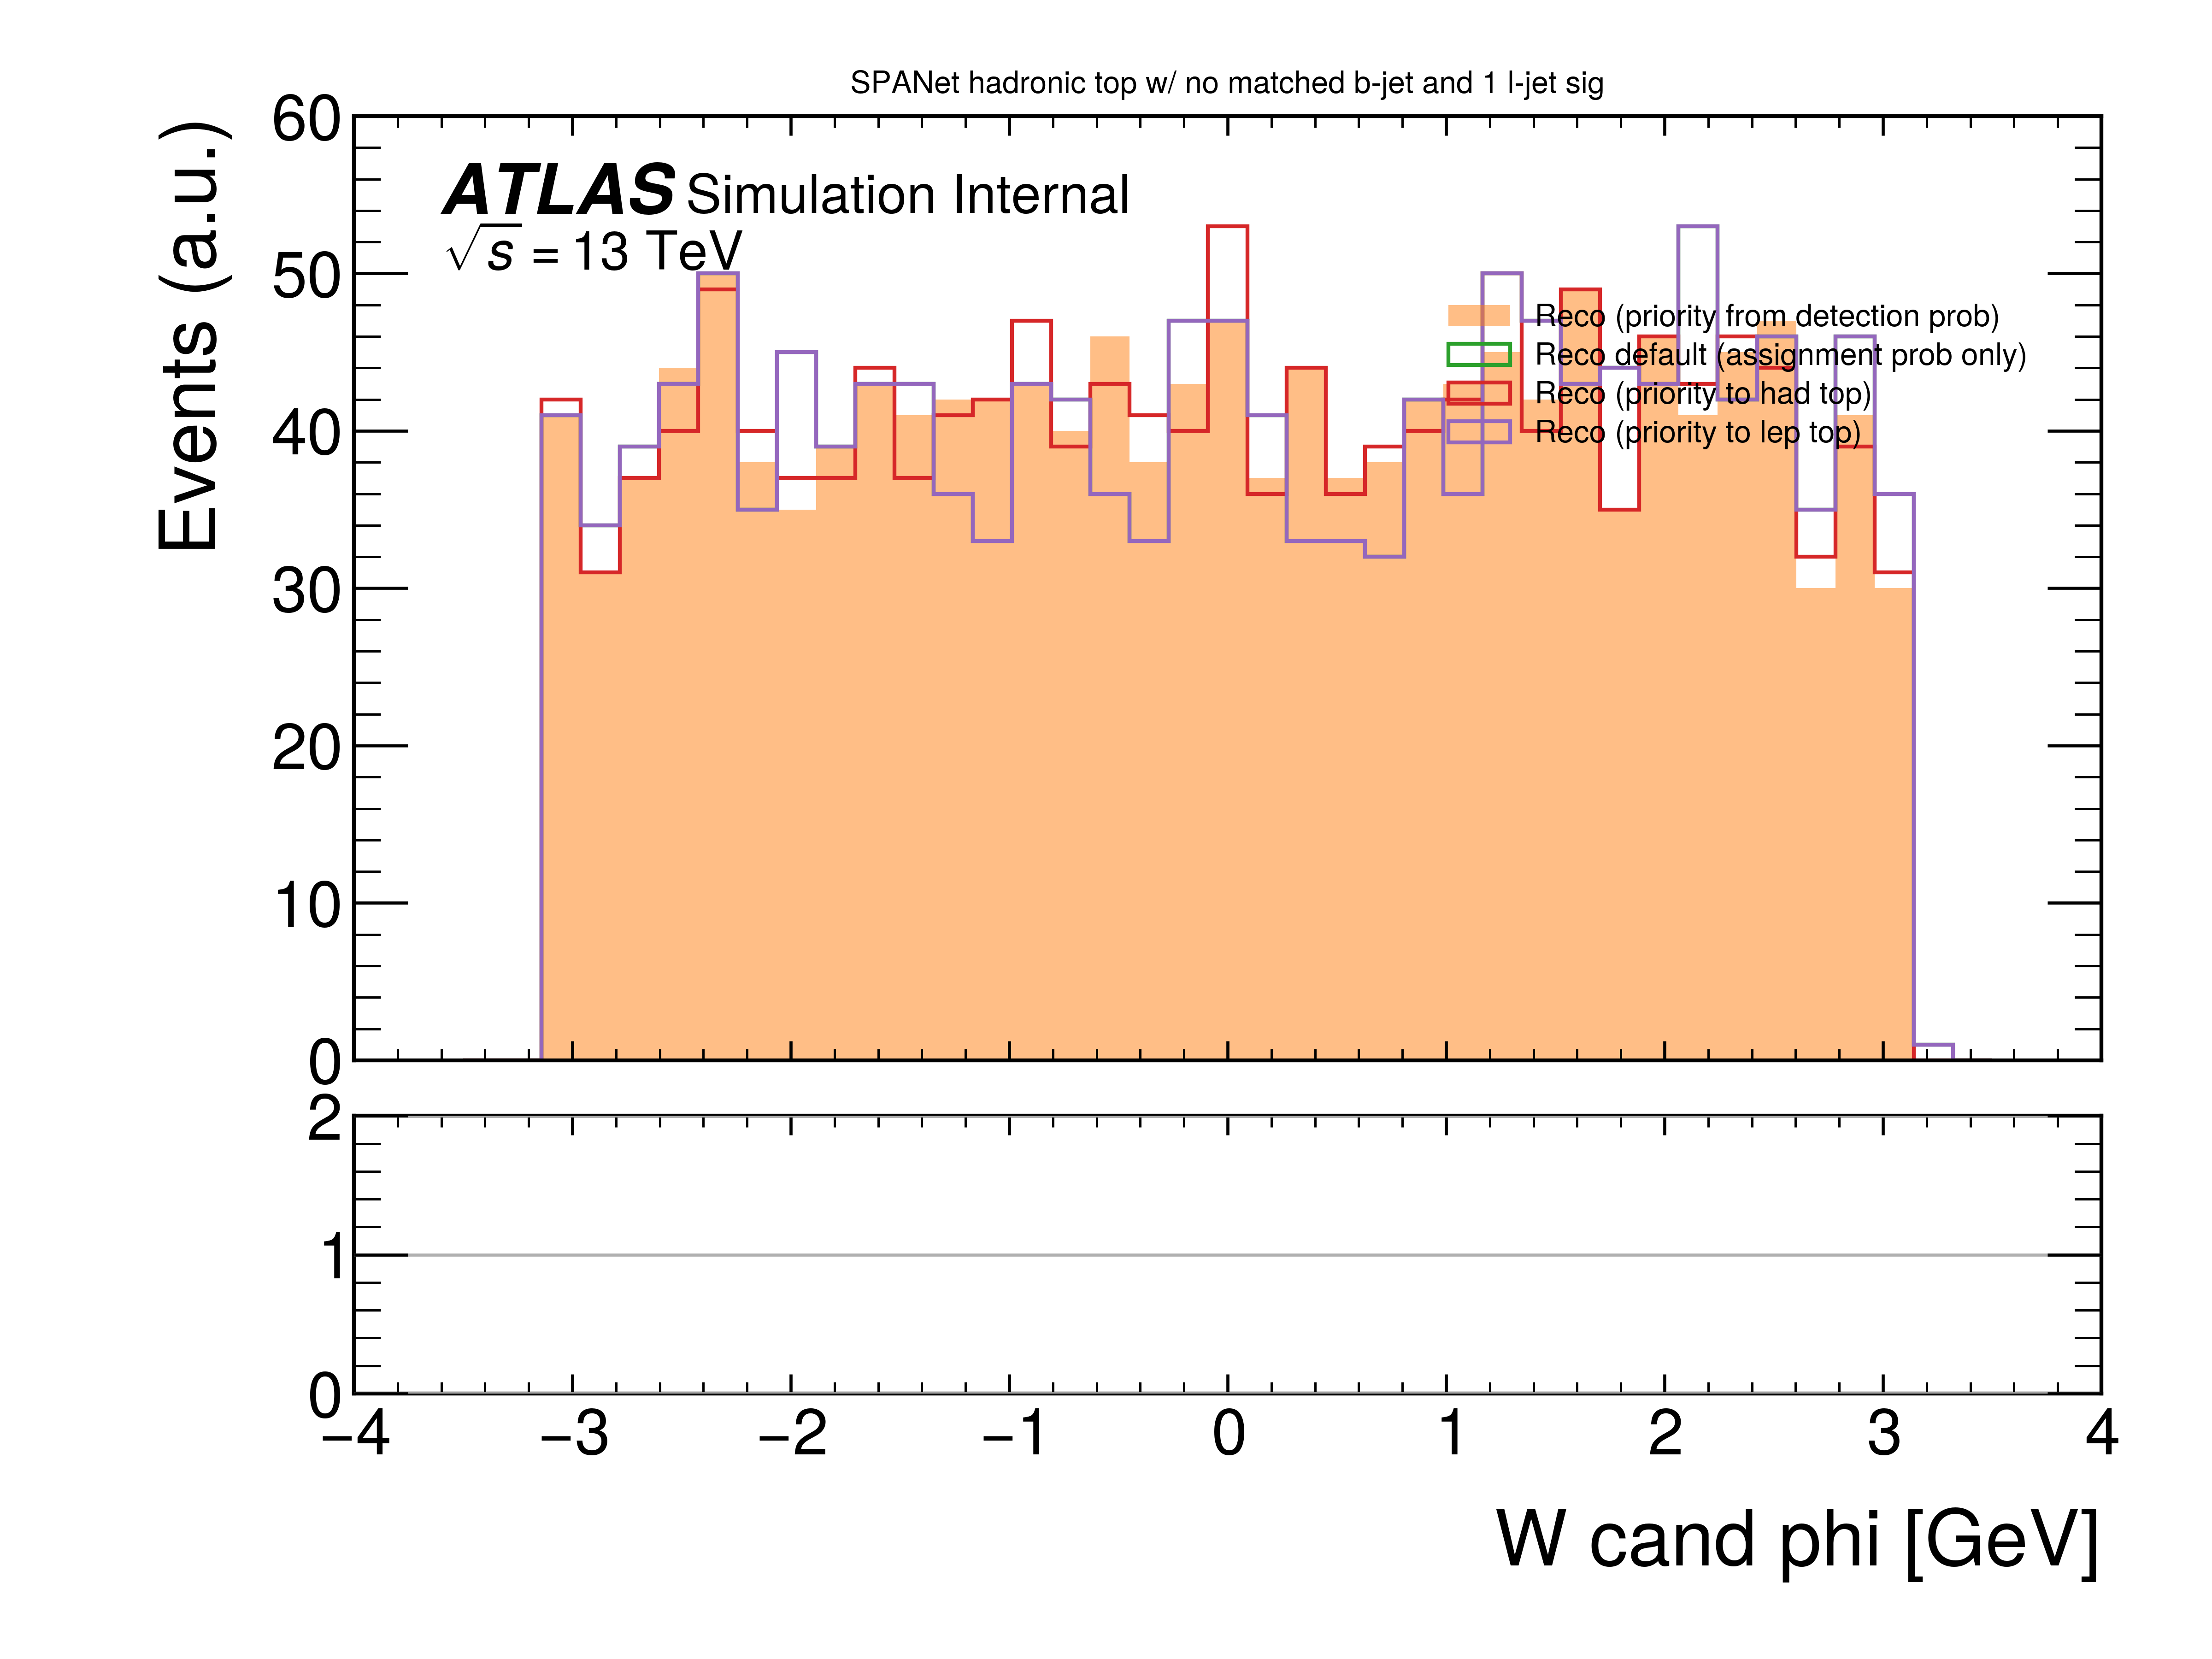 SPANet hadronic top w/ no matched b-jet and 1 l-jet sig
60
ATLAS Simulation Internal
√s = 13 TeV
Events (a.u.)
50
Reco (priority from detection prob)
Reco default (assignment prob only)
Reco (priority to had top)
Reco (priority to lep top)
40
30
20
10
0
2
1
0
−4 −3 −2 −1 0 1 2 3 4
W cand phi [GeV]